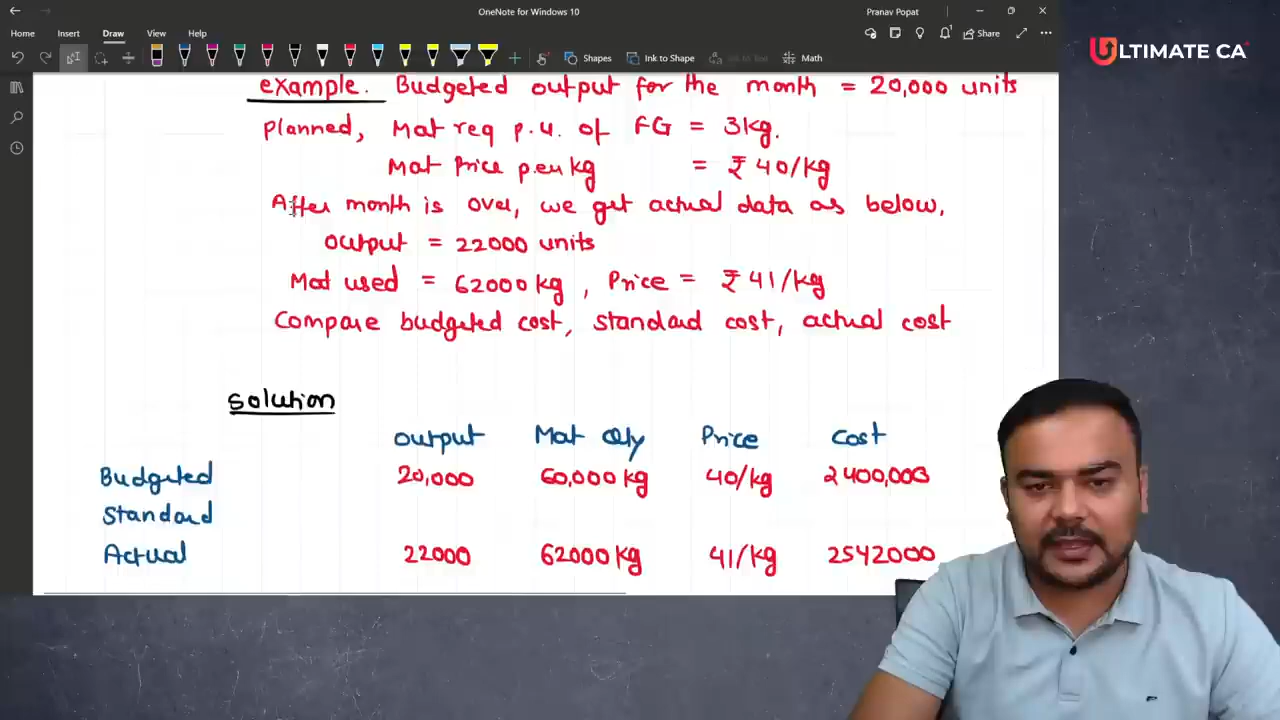 OneNote for Windows 10
Pranav Popat
Home Insert Draw View Help
Share
Shapes Ink to Shape Ink to Text Math
ULTIMATE CA
example. Budgeted output for the month = 20,000 units
planned, Mat req p.u. of FG = 3kg.
Mat Price per kg = ₹ 40/kg
After month is over, we get actual data as below,
output = 22000 units
Mat used = 62000 kg, Price = ₹ 41/kg
Compare budgeted cost, standard cost, actual cost
Solution
output Mat Qty Price Cost
Budgeted 20,000 60,000 kg 40/kg 2400,000
Standard
Actual 22000 62000 kg 41/kg 2542000